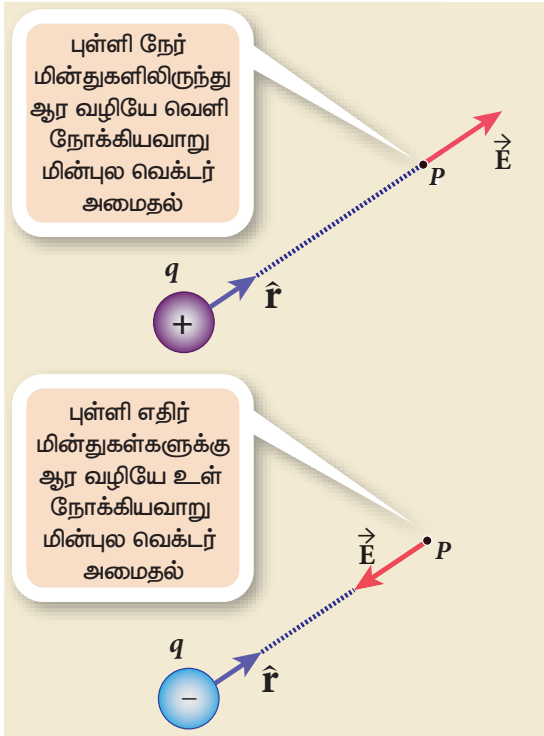 புள்ளி நேர்
மின்துகளிலிருந்து
ஆர வழியே வெளி
நோக்கியவாறு
மின்புல வெக்டர்
அமைதல்
P
E⃗
q
r̂
+
புள்ளி எதிர்
மின்துகள்களுக்கு
ஆர வழியே உள்
நோக்கியவாறு
மின்புல வெக்டர்
அமைதல்
E⃗
P
q
r̂
−